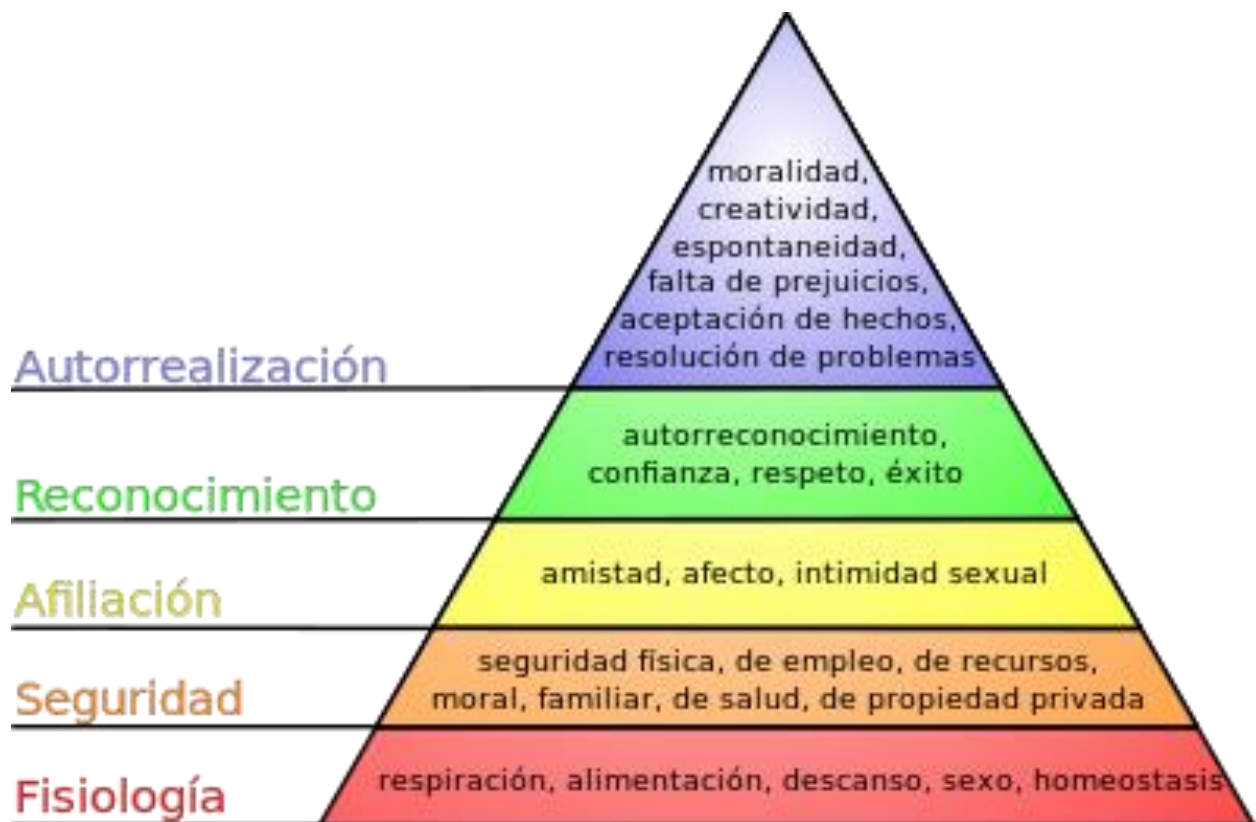 moralidad,
creatividad,
espontaneidad,
falta de prejuicios,
aceptación de hechos,
resolución de problemas
Autorrealización
autorreconocimiento,
confianza, respeto, éxito
Reconocimiento
amistad, afecto, intimidad sexual
Afiliación
seguridad física, de empleo, de recursos,
moral, familiar, de salud, de propiedad privada
Seguridad
respiración, alimentación, descanso, sexo, homeostasis
Fisiología